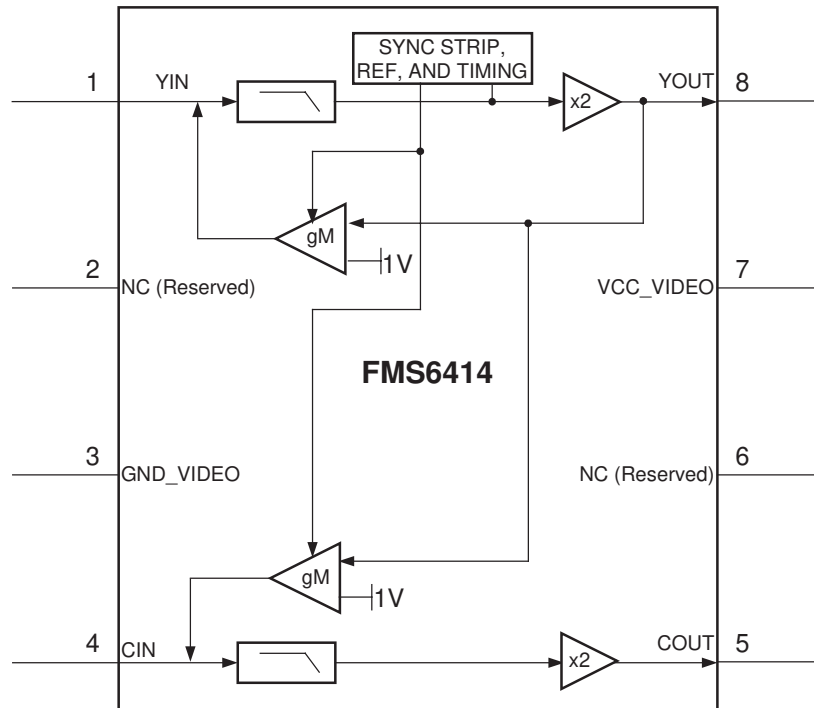 SYNC STRIP,
REF, AND TIMING
1 YIN x2 YOUT 8
gM
1V
2 NC (Reserved) VCC_VIDEO 7
FMS6414
3 GND_VIDEO NC (Reserved) 6
gM
1V
4 CIN x2 COUT 5